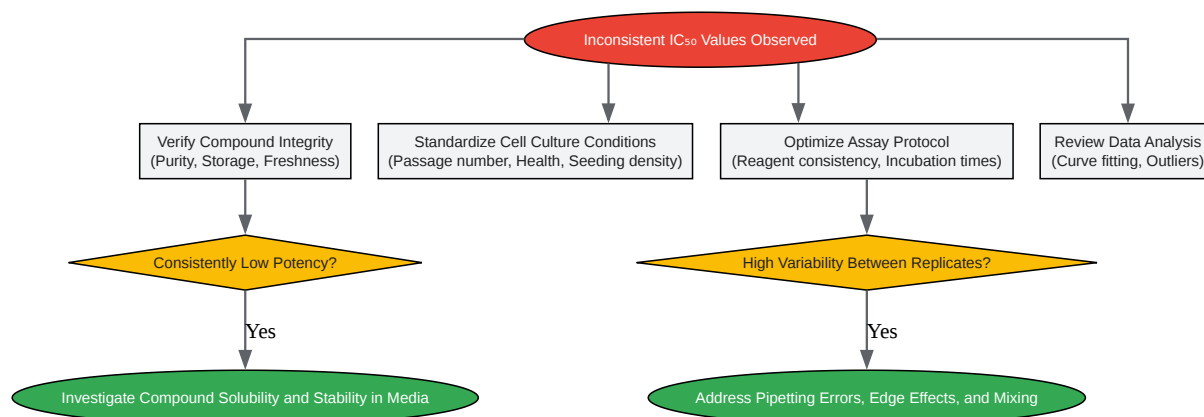 Inconsistent IC₅₀ Values Observed
Verify Compound Integrity
(Purity, Storage, Freshness)
Standardize Cell Culture Conditions
(Passage number, Health, Seeding density)
Optimize Assay Protocol
(Reagent consistency, Incubation times)
Review Data Analysis
(Curve fitting, Outliers)
Consistently Low Potency?
High Variability Between Replicates?
Yes
Yes
Investigate Compound Solubility and Stability in Media
Address Pipetting Errors, Edge Effects, and Mixing